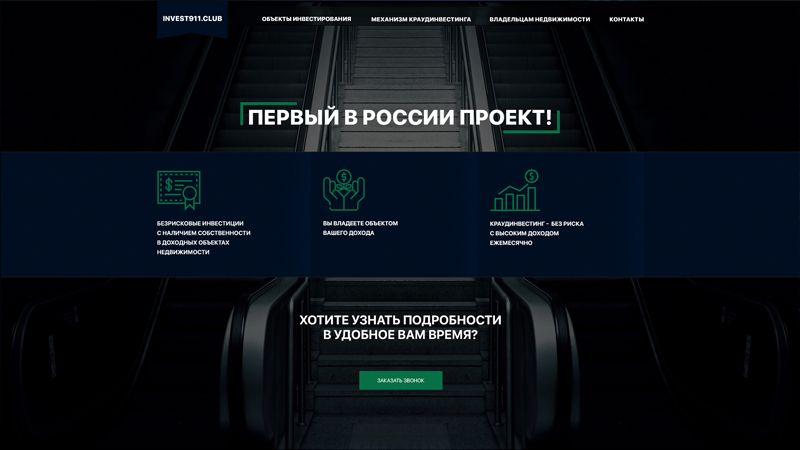 INVEST911.CLUB
ОБЪЕКТЫ ИНВЕСТИРОВАНИЯ
МЕХАНИЗМ КРАУДИНВЕСТИНГА
ВЛАДЕЛЬЦАМ НЕДВИЖИМОСТИ
КОНТАКТЫ
ПЕРВЫЙ В РОССИИ ПРОЕКТ!
БЕЗРИСКОВЫЕ ИНВЕСТИЦИИ
С НАЛИЧИЕМ СОБСТВЕННОСТИ
В ДОХОДНЫХ ОБЪЕКТАХ
НЕДВИЖИМОСТИ
ВЫ ВЛАДЕЕТЕ ОБЪЕКТОМ
ВАШЕГО ДОХОДА
КРАУДИНВЕСТИНГ - БЕЗ РИСКА
С ВЫСОКИМ ДОХОДОМ
ЕЖЕМЕСЯЧНО
ХОТИТЕ УЗНАТЬ ПОДРОБНОСТИ
В УДОБНОЕ ВАМ ВРЕМЯ?
ЗАКАЗАТЬ ЗВОНОК